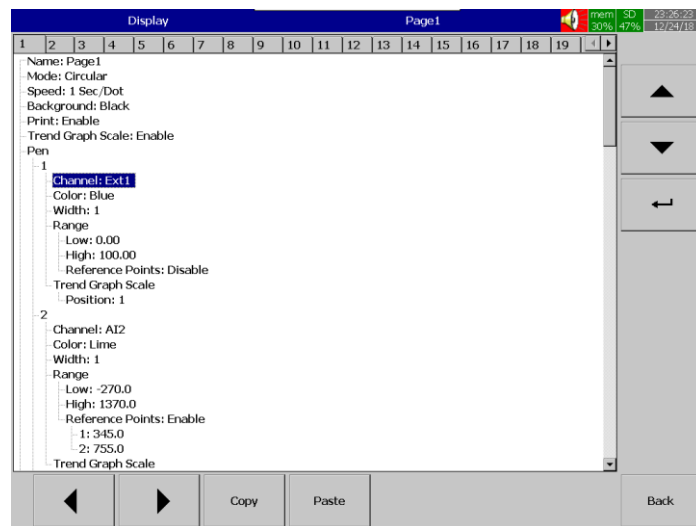 Display
Page1
mem
30%
SD
47%
23:26:23
12/24/18
1 2 3 4 5 6 7 8 9 10 11 12 13 14 15 16 17 18 19
Name: Page1
Mode: Circular
Speed: 1 Sec/Dot
Background: Black
Print: Enable
Trend Graph Scale: Enable
Pen
1
Channel: Ext1
Color: Blue
Width: 1
Range
Low: 0.00
High: 100.00
Reference Points: Disable
Trend Graph Scale
Position: 1
2
Channel: AI2
Color: Lime
Width: 1
Range
Low: -270.0
High: 1370.0
Reference Points: Enable
1: 345.0
2: 755.0
Trend Graph Scale
Copy
Paste
Back